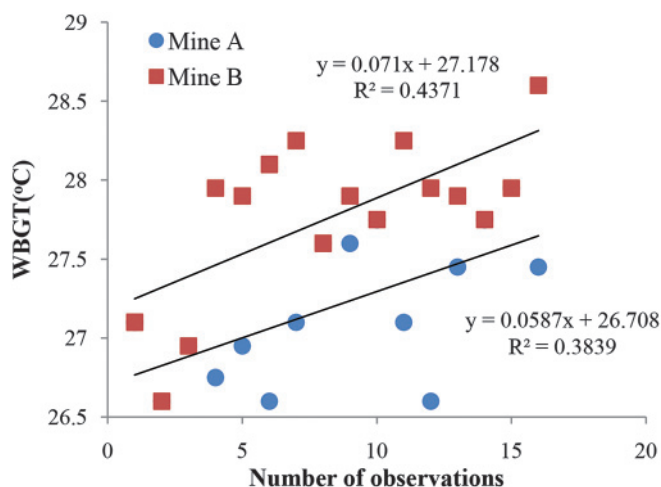 29
28.5
28
27.5
27
26.5
0
5
10
15
20
WBGT(°C)
Number of observations
Mine A
Mine B
y = 0.071x + 27.178
R² = 0.4371
y = 0.0587x + 26.708
R² = 0.3839